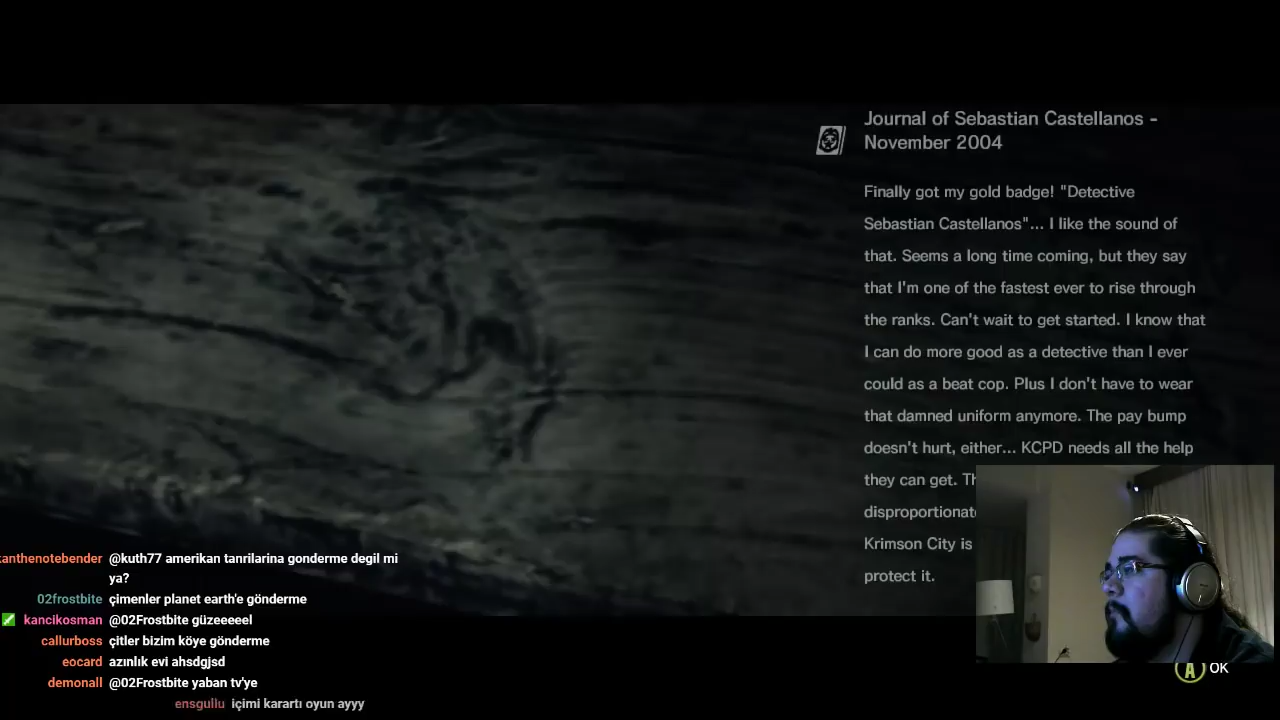 Journal of Sebastian Castellanos -
November 2004
Finally got my gold badge! "Detective
Sebastian Castellanos"... I like the sound of
that. Seems a long time coming, but they say
that I'm one of the fastest ever to rise through
the ranks. Can't wait to get started. I know that
I can do more good as a detective than I ever
could as a beat cop. Plus I don't have to wear
that damned uniform anymore. The pay bump
doesn't hurt, either... KCPD needs all the help
they can get.
Krimson City is
protect it.
OK
anthenotebender @kuth77 amerikan tanrilarina gonderme degil mi
ya?
02frostbite çimenler planet earth'e gönderme
kancikosman @02Frostbite güzeeeeel
callurboss çitler bizim köye gönderme
eocard azınlık evi ahsdgjsd
demonall @02Frostbite yaban tv'ye
ensgullu içimi karartı oyun ayyy